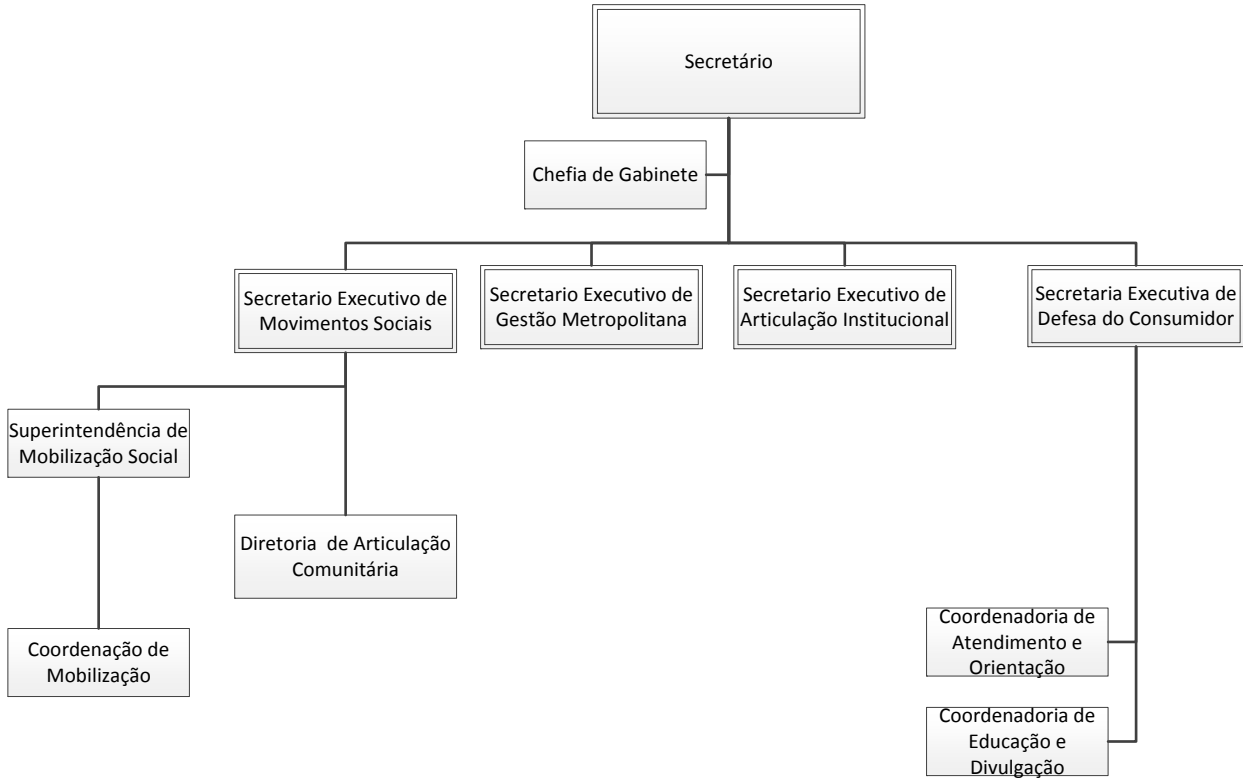 Secretário
Chefia de Gabinete
Secretario Executivo de
Movimentos Sociais
Secretario Executivo de
Gestão Metropolitana
Secretario Executivo de
Articulação Institucional
Secretaria Executiva de
Defesa do Consumidor
Superintendência de
Mobilização Social
Diretoria de Articulação
Comunitária
Coordenação de
Mobilização
Coordenadoria de
Atendimento e
Orientação
Coordenadoria de
Educação e
Divulgação